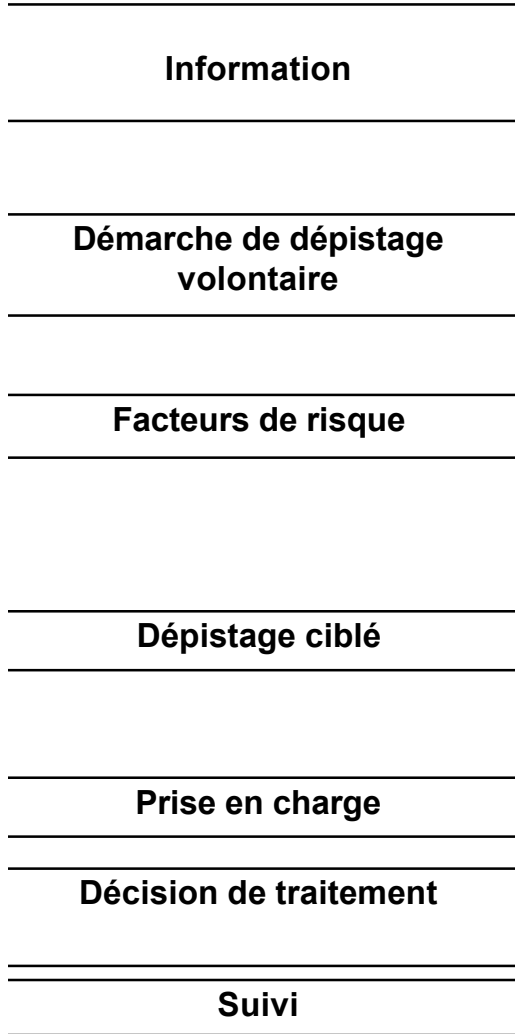 Information
Démarche de dépistage
volontaire
Facteurs de risque
Dépistage ciblé
Prise en charge
Décision de traitement
Suivi